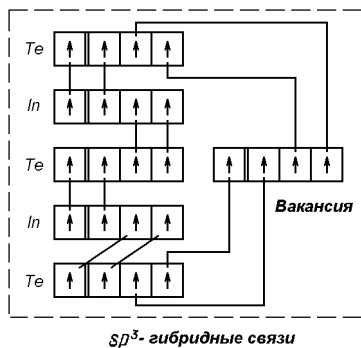 Te
In
Te
Вакансия
In
Te
sp³- гибридные связи